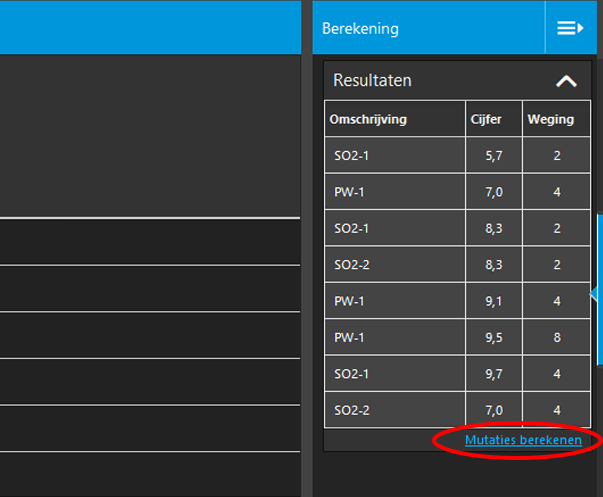 Berekening
Resultaten
Omschrijving Cijfer Weging
SO2-1 5,7 2
PW-1 7,0 4
SO2-1 8,3 2
SO2-2 8,3 2
PW-1 9,1 4
PW-1 9,5 8
SO2-1 9,7 4
SO2-2 7,0 4
Mutaties berekenen